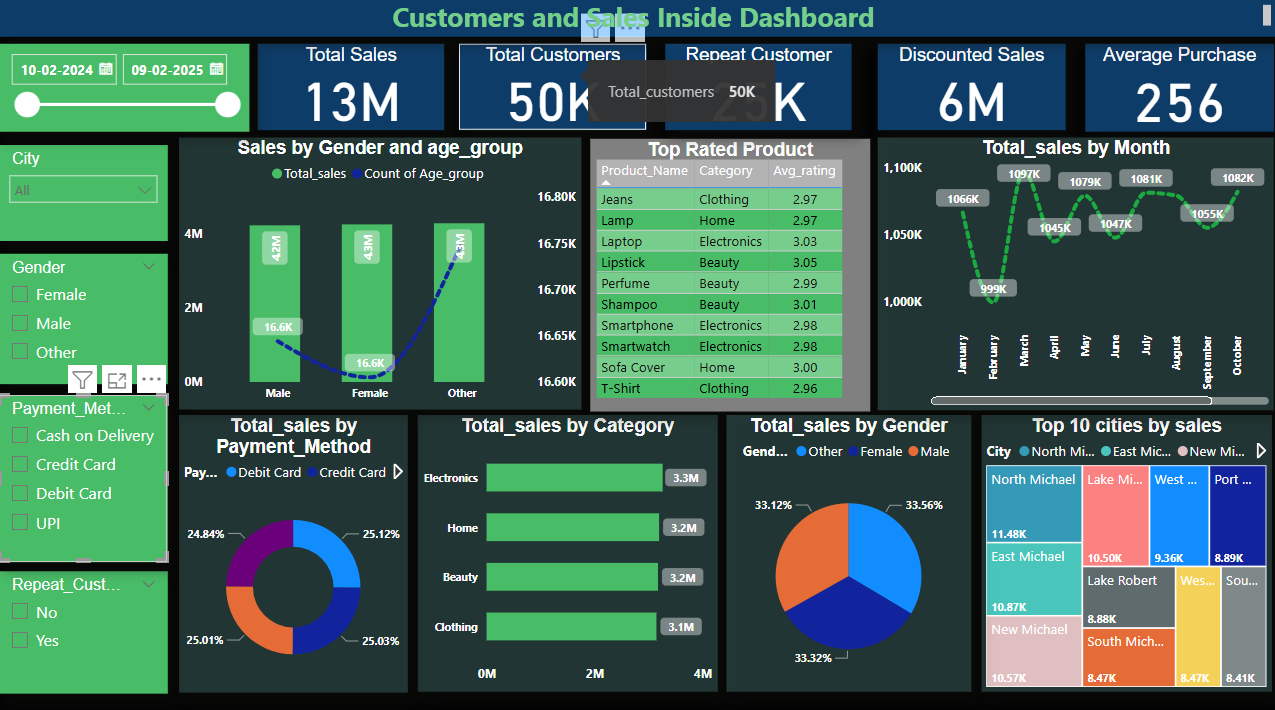 Customers and Sales Inside Dashboard
10-02-2024
09-02-2025
Total Sales
13M
Total Customers
50K
Repeat Customer
25K
Total_customers 50K
Discounted Sales
6M
Average Purchase
256
City
All
Gender
Female
Male
Other
Payment_Met...
Cash on Delivery
Credit Card
Debit Card
UPI
Repeat_Cust...
No
Yes
Sales by Gender and age_group
Total_sales Count of Age_group
4M
2M
0M
16.80K
16.75K
16.70K
16.65K
16.60K
4.2M
4.3M
4.3M
16.6K
16.6K
Male Female Other
Top Rated Product
Product_Name Category Avg_rating
Jeans Clothing 2.97
Lamp Home 2.97
Laptop Electronics 3.03
Lipstick Beauty 3.05
Perfume Beauty 2.99
Shampoo Beauty 3.01
Smartphone Electronics 2.98
Smartwatch Electronics 2.98
Sofa Cover Home 3.00
T-Shirt Clothing 2.96
Total_sales by Month
1,100K
1,050K
1,000K
1066K
999K
1097K
1045K
1079K
1047K
1081K
1055K
1082K
January
February
March
April
May
June
July
August
September
October
Total_sales by
Payment_Method
Pay... Debit Card Credit Card
24.84%
25.12%
25.01%
25.03%
Total_sales by Category
Electronics 3.3M
Home 3.2M
Beauty 3.2M
Clothing 3.1M
0M 2M 4M
Total_sales by Gender
Gend... Other Female Male
33.12%
33.56%
33.32%
Top 10 cities by sales
City North Mi... East Mic... New Mi...
North Michael
11.48K
East Michael
10.87K
New Michael
10.57K
Lake Mi...
10.50K
West ...
9.36K
Port ...
8.89K
Lake Robert
8.88K
South Mich...
8.47K
Wes...
8.47K
Sou...
8.41K